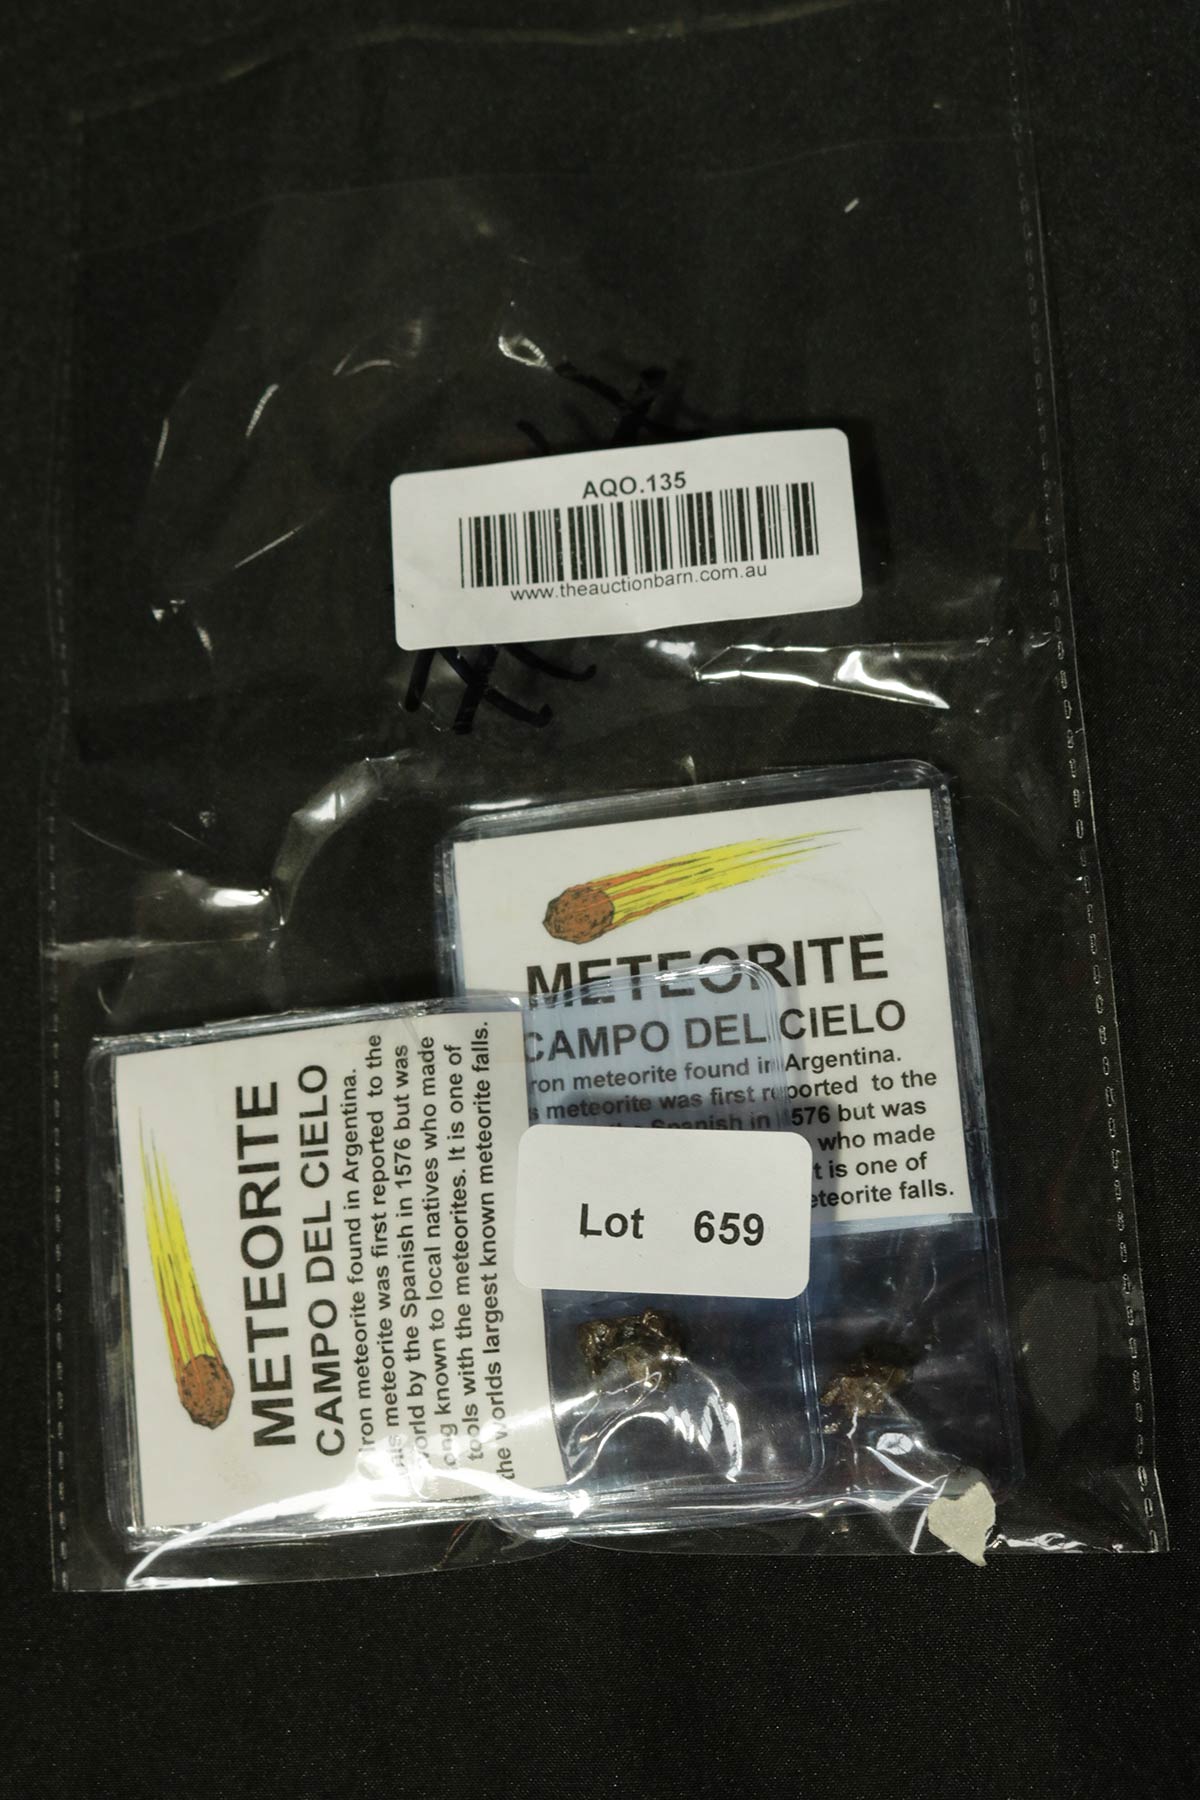 AQO.135
www.theauctionbarn.com.au
METEORITE
CAMPO DEL CIELO
ron meteorite found in Argentina.
s meteorite was first reported to the
the Spanish in 1576 but was
who made
t is one of
eteorite falls.
Lot 659
METEORITE
CAMPO DEL CIELO
Iron meteorite found in Argentina.
meteorite was first reported to the
world by the Spanish in 1576 but was
ong known to local natives who made
tools with the meteorites. It is one of
the worlds largest known meteorite falls.